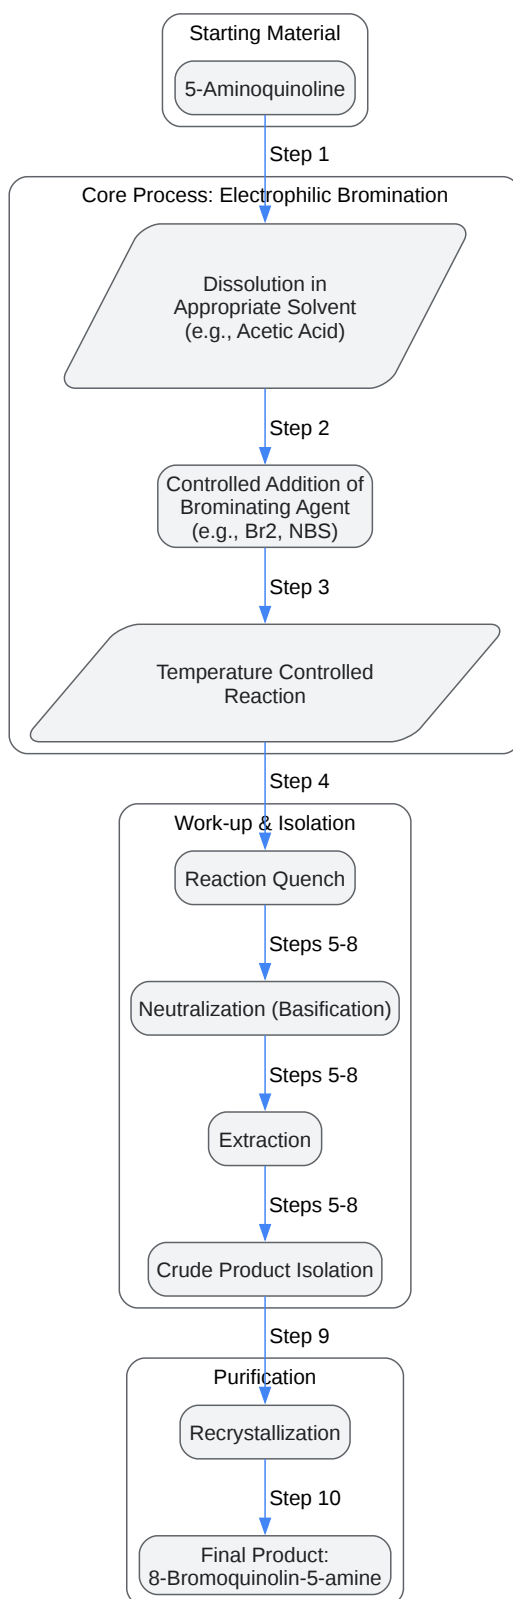 Starting Material
5-Aminoquinoline
Step 1
Core Process: Electrophilic Bromination
Dissolution in
Appropriate Solvent
(e.g., Acetic Acid)
Step 2
Controlled Addition of
Brominating Agent
(e.g., Br2, NBS)
Step 3
Temperature Controlled
Reaction
Step 4
Work-up & Isolation
Reaction Quench
Steps 5-8
Neutralization (Basification)
Steps 5-8
Extraction
Steps 5-8
Crude Product Isolation
Step 9
Purification
Recrystallization
Step 10
Final Product:
8-Bromoquinolin-5-amine